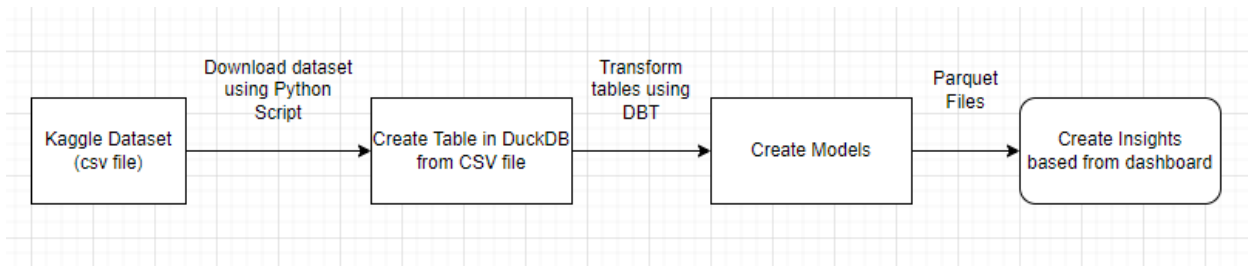 Kaggle Dataset
(csv file)
Download dataset
using Python
Script
Create Table in DuckDB
from CSV file
Transform
tables using
DBT
Create Models
Parquet
Files
Create Insights
based from dashboard